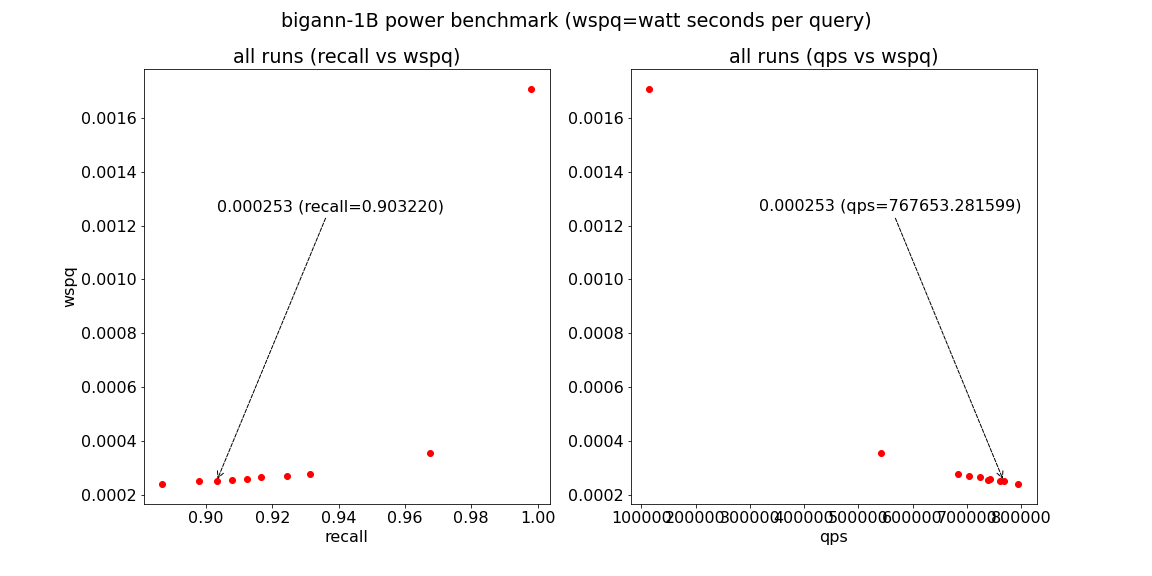 bigann-1B power benchmark (wspq=watt seconds per query)
all runs (recall vs wspq)
0.0016
0.0014
0.0012
0.0010
0.0008
0.0006
0.0004
0.0002
wspq
0.000253 (recall=0.903220)
0.90 0.92 0.94 0.96 0.98 1.00
recall
all runs (qps vs wspq)
0.0016
0.0014
0.0012
0.0010
0.0008
0.0006
0.0004
0.0002
0.000253 (qps=767653.281599)
100000 200000 300000 400000 500000 600000 700000 800000
qps